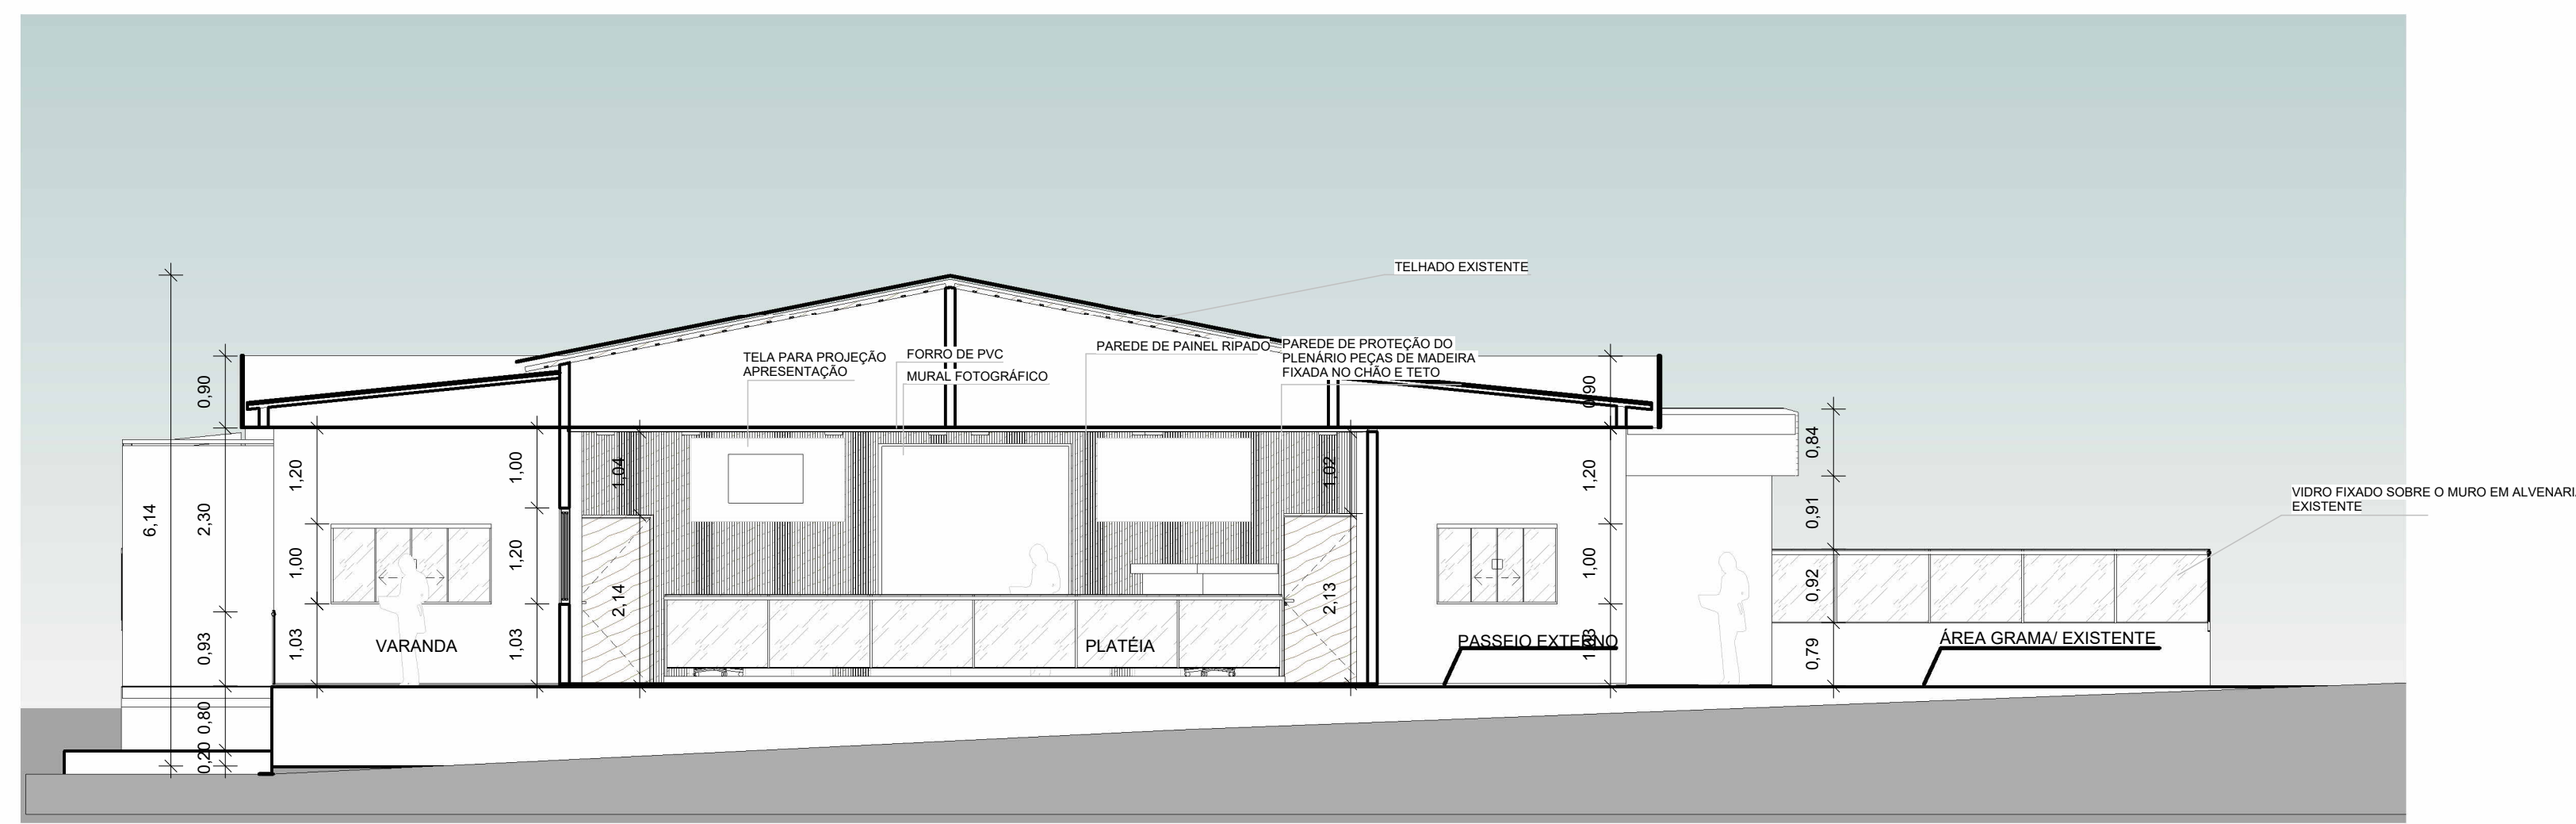 TELHADO EXISTENTE
TELA PARA PROJEÇÃO
APRESENTAÇÃO
FORRO DE PVC
MURAL FOTOGRÁFICO
PAREDE DE PAINEL RIPADO
PAREDE DE PROTEÇÃO DO
PLENÁRIO PEÇAS DE MADEIRA
FIXADA NO CHÃO E TETO
VIDRO FIXADO SOBRE O MURO EM ALVENARIA
EXISTENTE
6,14
0,90
2,30
0,93
0,80
0,20
1,20
1,00
1,03
1,00
1,20
1,03
1,04
2,14
1,02
2,13
0,90
1,20
1,00
1,03
0,84
0,91
0,92
0,79
VARANDA
PLATÉIA
PASSEIO EXTERNO
ÁREA GRAMA/ EXISTENTE